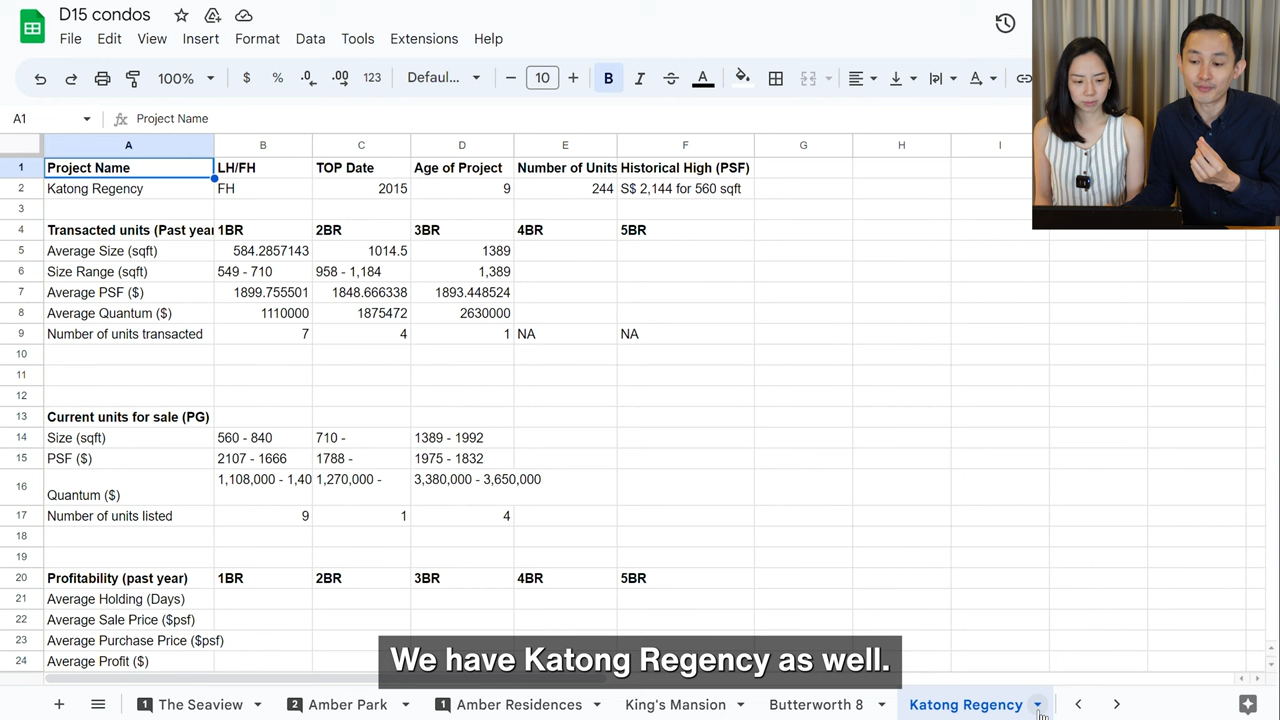 D15 condos
File Edit View Insert Format Data Tools Extensions Help
100% $ % .0 .00 123 Defaul... 10 B I S A
A1 fx Project Name
A B C D E F G H I
1 Project Name LH/FH TOP Date Age of Project Number of Units Historical High (PSF)
2 Katong Regency FH 2015 9 244 S$ 2,144 for 560 sqft
3
4 Transacted units (Past year 1BR 2BR 3BR 4BR 5BR
5 Average Size (sqft) 584.2857143 1014.5 1389
6 Size Range (sqft) 549 - 710 958 - 1,184 1,389
7 Average PSF ($) 1899.755501 1848.666338 1893.448524
8 Average Quantum ($) 1110000 1875472 2630000
9 Number of units transacted 7 4 1 NA NA
10
11
12
13 Current units for sale (PG)
14 Size (sqft) 560 - 840 710 - 1389 - 1992
15 PSF ($) 2107 - 1666 1788 - 1975 - 1832
16 Quantum ($) 1,108,000 - 1,40 1,270,000 - 3,380,000 - 3,650,000
17 Number of units listed 9 1 4
18
19
20 Profitability (past year) 1BR 2BR 3BR 4BR 5BR
21 Average Holding (Days)
22 Average Sale Price ($psf)
23 Average Purchase Price ($psf)
24 Average Profit ($)
We have Katong Regency as well.
1 The Seaview 2 Amber Park 1 Amber Residences King's Mansion Butterworth 8 Katong Regency